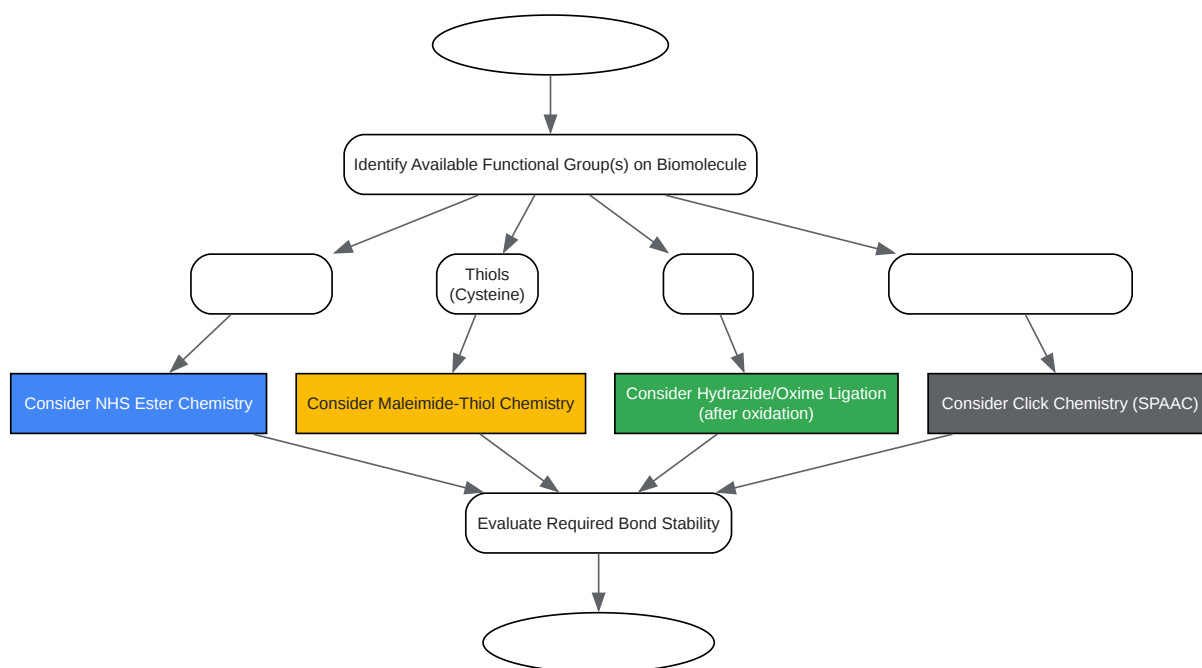 Identify Available Functional Group(s) on Biomolecule
Thiols
(Cysteine)
Consider NHS Ester Chemistry
Consider Maleimide-Thiol Chemistry
Consider Hydrazide/Oxime Ligation
(after oxidation)
Consider Click Chemistry (SPAAC)
Evaluate Required Bond Stability